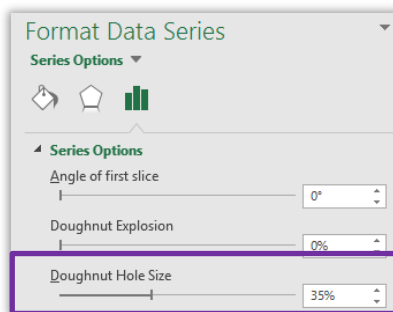 Format Data Series
Series Options
Series Options
Angle of first slice
0°
Doughnut Explosion
0%
Doughnut Hole Size
35%